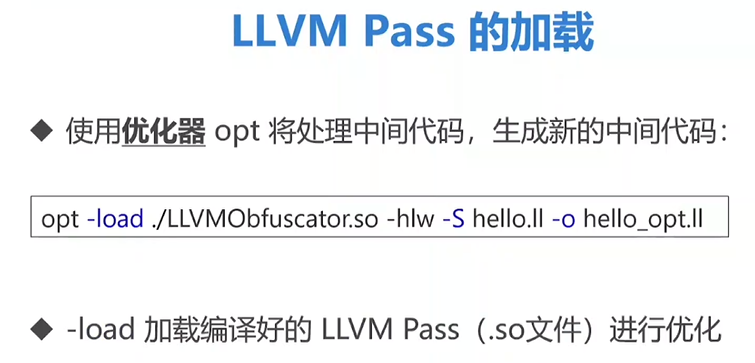 LLVM Pass 的加载
◆ 使用优化器 opt 将处理中间代码，生成新的中间代码：
opt -load ./LLVMObfuscator.so -hlw -S hello.ll -o hello_opt.ll
◆ -load 加载编译好的 LLVM Pass（.so文件）进行优化